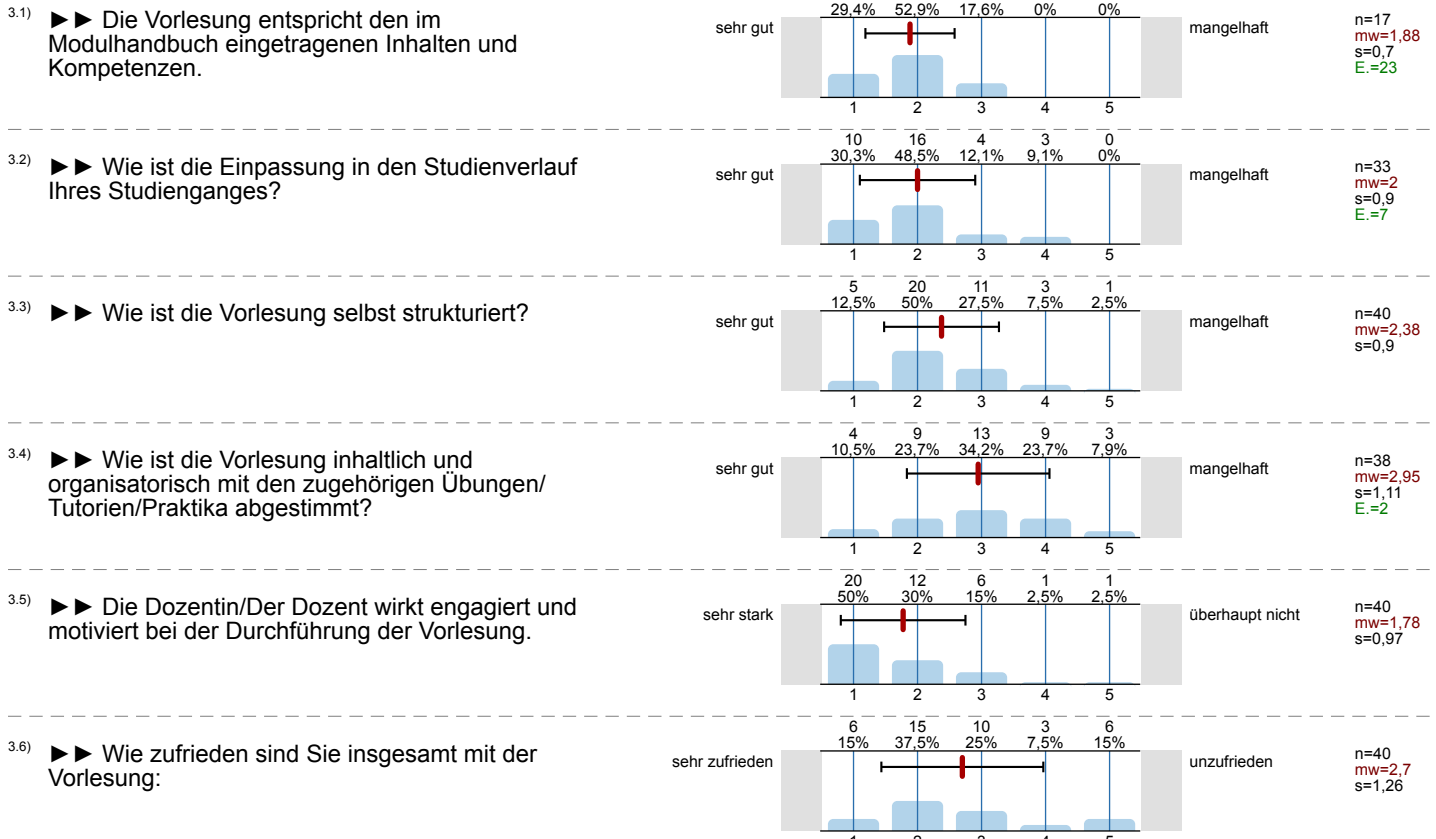 3.1) ►► Die Vorlesung entspricht den im
Modulhandbuch eingetragenen Inhalten und
Kompetenzen.
29,4% 52,9% 17,6% 0% 0%
sehr gut mangelhaft
n=17
mw=1,88
s=0,7
E.=23
1 2 3 4 5
3.2) ►► Wie ist die Einpassung in den Studienverlauf
Ihres Studienganges?
10 16 4 3 0
30,3% 48,5% 12,1% 9,1% 0%
sehr gut mangelhaft
n=33
mw=2
s=0,9
E.=7
1 2 3 4 5
3.3) ►► Wie ist die Vorlesung selbst strukturiert?
5 20 11 3 1
12,5% 50% 27,5% 7,5% 2,5%
sehr gut mangelhaft
n=40
mw=2,38
s=0,9
1 2 3 4 5
3.4) ►► Wie ist die Vorlesung inhaltlich und
organisatorisch mit den zugehörigen Übungen/
Tutorien/Praktika abgestimmt?
4 9 13 9 3
10,5% 23,7% 34,2% 23,7% 7,9%
sehr gut mangelhaft
n=38
mw=2,95
s=1,11
E.=2
1 2 3 4 5
3.5) ►► Die Dozentin/Der Dozent wirkt engagiert und
motiviert bei der Durchführung der Vorlesung.
20 12 6 1 1
50% 30% 15% 2,5% 2,5%
sehr stark überhaupt nicht
n=40
mw=1,78
s=0,97
1 2 3 4 5
3.6) ►► Wie zufrieden sind Sie insgesamt mit der
Vorlesung:
6 15 10 3 6
15% 37,5% 25% 7,5% 15%
sehr zufrieden unzufrieden
n=40
mw=2,7
s=1,26